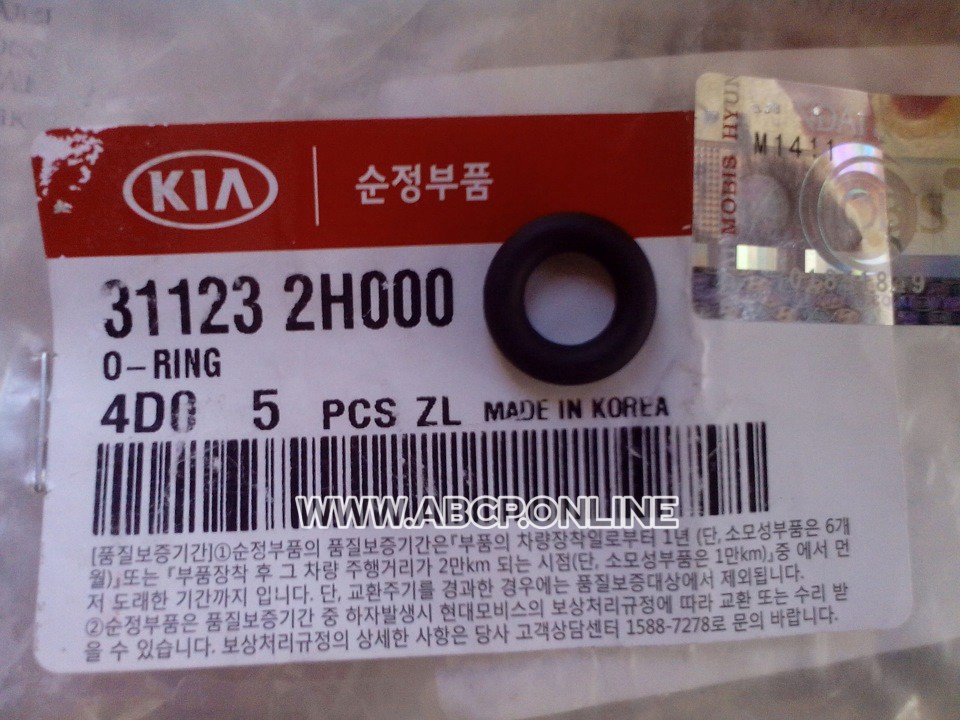 KIA 순정부품
MOBIS HYUN
M1411
31123 2H000
O-RING
4D0 5 PCS ZL MADE IN KOREA
WWW.ABCP.ONLINE
[품질보증기간]①순정부품의 품질보증기간은｢부품의 차량장착일로부터 1년 (단, 소모성부품은 6개
월)｣또는 ｢부품장착 후 그 차량 주행거리가 2만km 되는 시점(단, 소모성부품은 1만km)｣중 에서 먼
저 도래한 기간까지 입니다. 단, 교환주기를 경과한 경우에는 품질보증대상에서 제외됩니다.
②순정부품은 품질보증기간 중 하자발생시 현대모비스의 보상처리규정에 따라 교환 또는 수리 받
을 수 있습니다. 보상처리규정의 상세한 사항은 당사 고객상담센터 1588-7278로 문의 바랍니다.